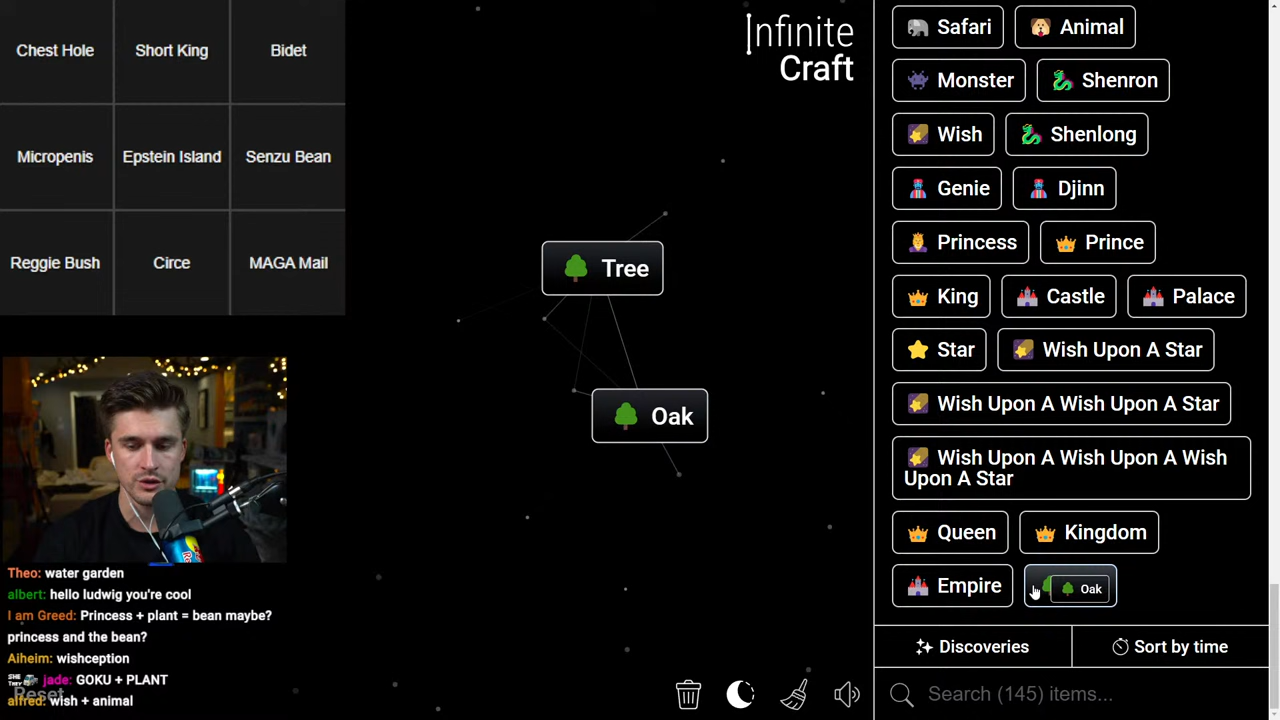 Chest Hole
Short King
Bidet
Micropenis
Epstein Island
Senzu Bean
Reggie Bush
Circe
MAGA Mail
Infinite
Craft
Tree
Oak
Safari
Animal
Monster
Shenron
Wish
Shenlong
Genie
Djinn
Princess
Prince
King
Castle
Palace
Star
Wish Upon A Star
Wish Upon A Wish Upon A Star
Wish Upon A Wish Upon A Wish
Upon A Star
Queen
Kingdom
Empire
Oak
Discoveries
Sort by time
Search (145) items...
Theo: water garden
albert: hello ludwig you're cool
I am Greed: Princess + plant = bean maybe?
princess and the bean?
Aiheim: wishception
jade: GOKU + PLANT
Reset
alfred: wish + animal